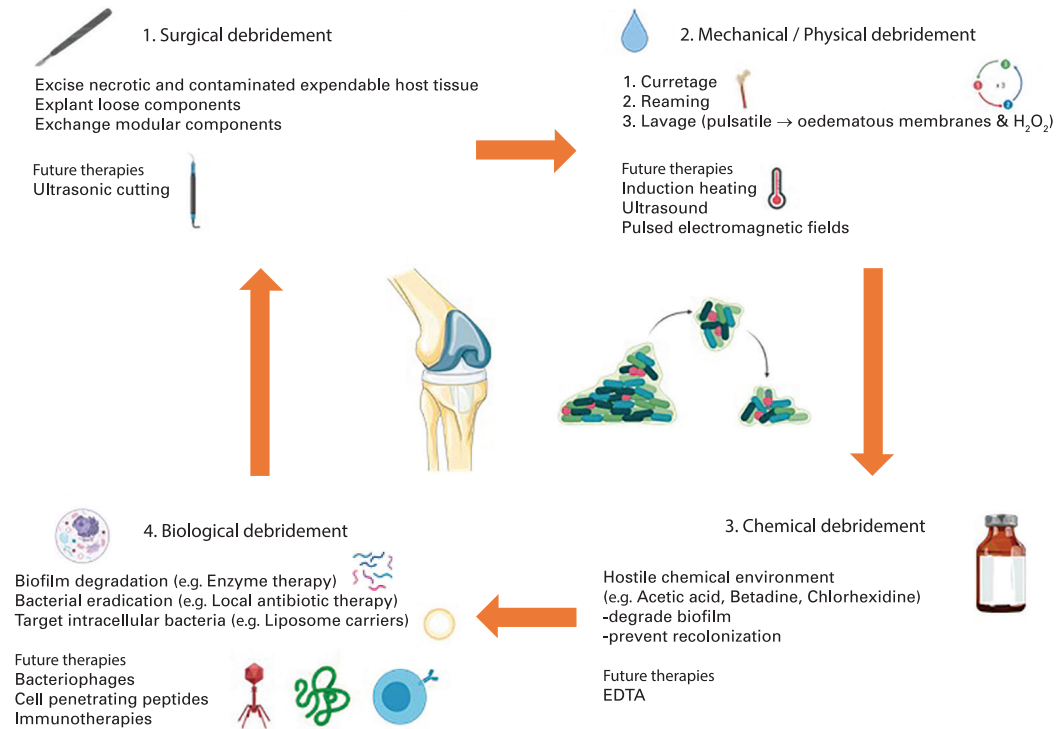 1. Surgical debridement
Excise necrotic and contaminated expendable host tissue
Explant loose components
Exchange modular components
Future therapies
Ultrasonic cutting
2. Mechanical / Physical debridement
1. Curretage
2. Reaming
3. Lavage (pulsatile → oedematous membranes & H₂O₂)
3
1 x 3
2
Future therapies
Induction heating
Ultrasound
Pulsed electromagnetic fields
3. Chemical debridement
Hostile chemical environment
(e.g. Acetic acid, Betadine, Chlorhexidine)
-degrade biofilm
-prevent recolonization
Future therapies
EDTA
4. Biological debridement
Biofilm degradation (e.g. Enzyme therapy)
Bacterial eradication (e.g. Local antibiotic therapy)
Target intracellular bacteria (e.g. Liposome carriers)
Future therapies
Bacteriophages
Cell penetrating peptides
Immunotherapies